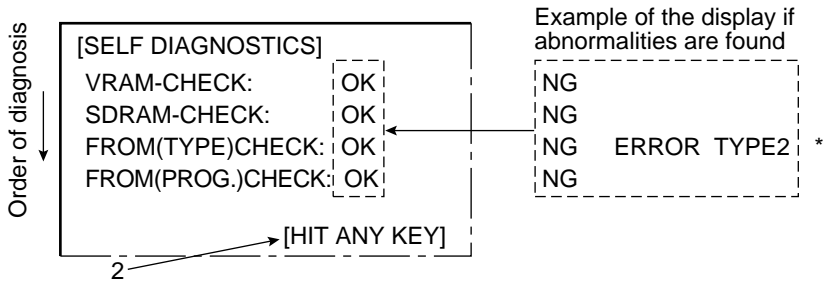 Order of diagnosis
[SELF DIAGNOSTICS]
VRAM-CHECK: OK
SDRAM-CHECK: OK
FROM(TYPE)CHECK: OK
FROM(PROG.)CHECK: OK
[HIT ANY KEY]
2
Example of the display if
abnormalities are found
NG
NG
NG ERROR TYPE2 *
NG